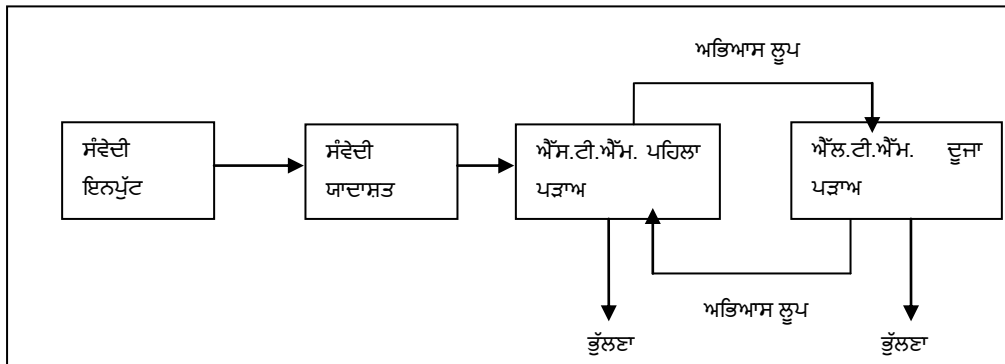 ਅਭਿਆਸ ਲੂਪ
ਸੰਵੇਦੀ
ਇਨਪੁੱਟ
ਸੰਵੇਦੀ
ਯਾਦਾਸ਼ਤ
ਐੱਸ.ਟੀ.ਐੱਮ. ਪਹਿਲਾ
ਪੜਾਅ
ਐੱਲ.ਟੀ.ਐੱਮ. ਦੂਜਾ
ਪੜਾਅ
ਅਭਿਆਸ ਲੂਪ
ਭੁੱਲਣਾ
ਭੁੱਲਣਾ